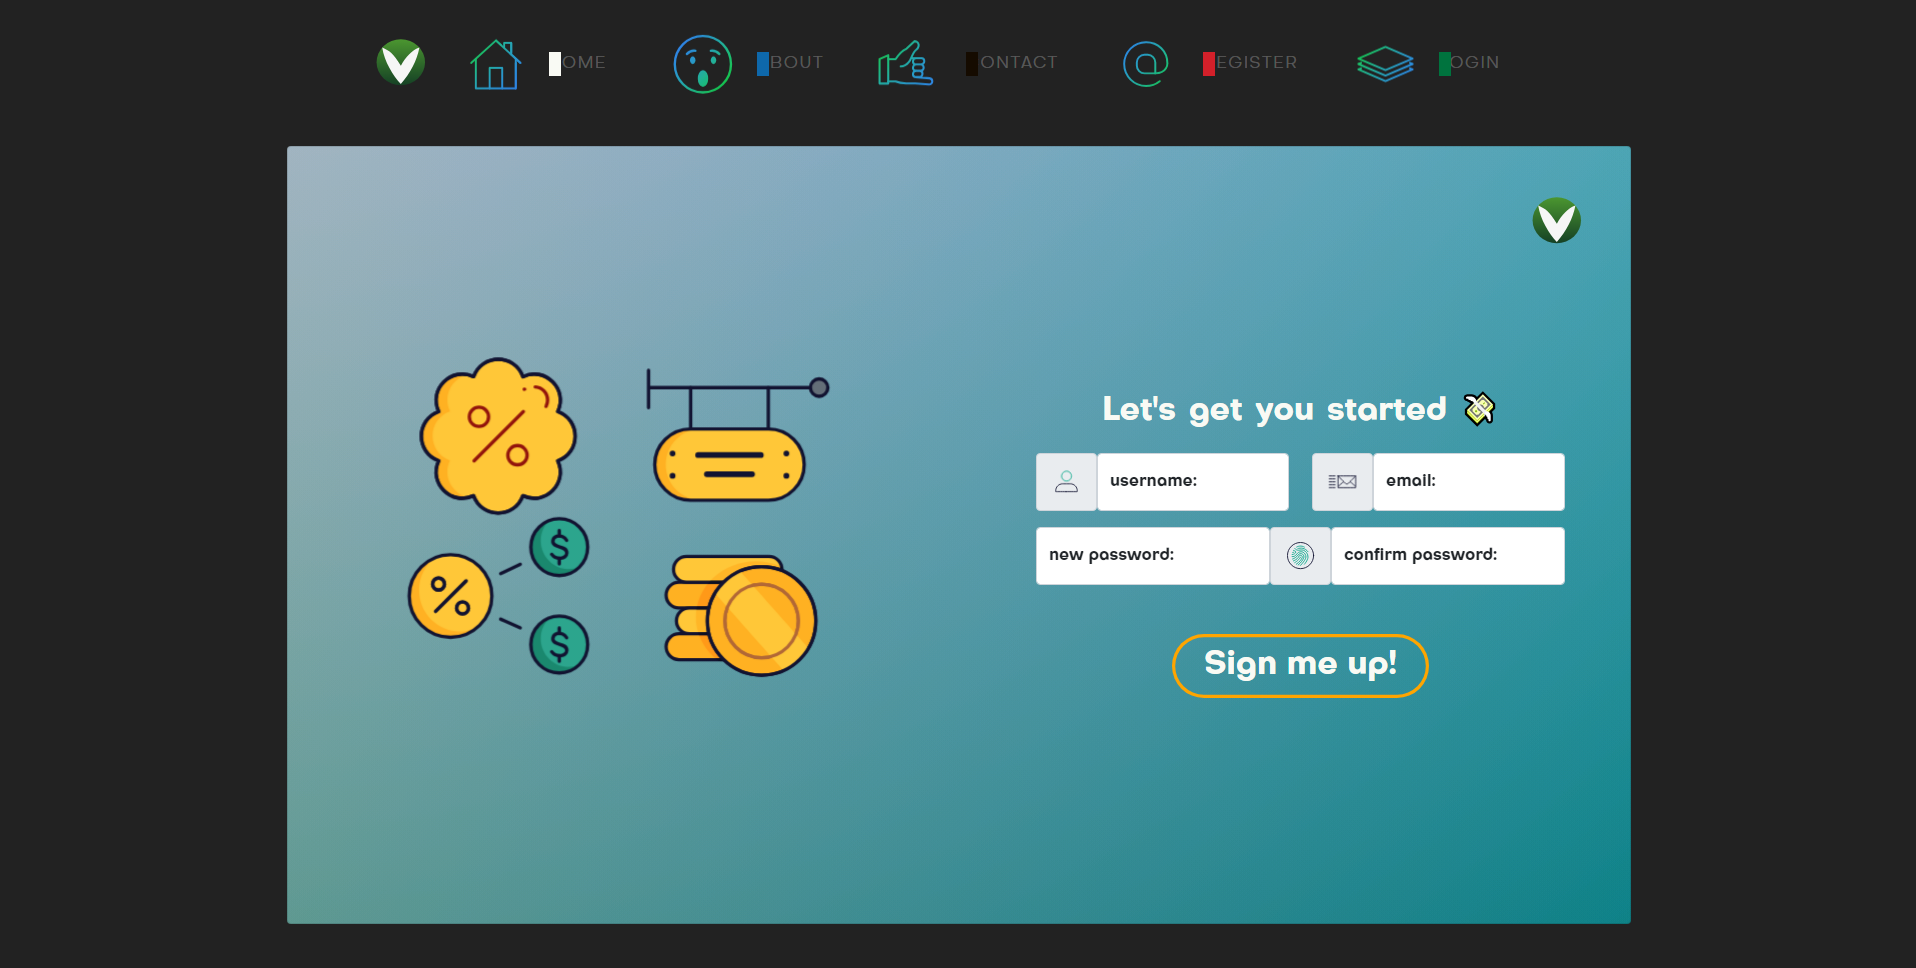 OME
BOUT
ONTACT
EGISTER
OGIN
Let's get you started
username:
email:
new password:
confirm password:
Sign me up!